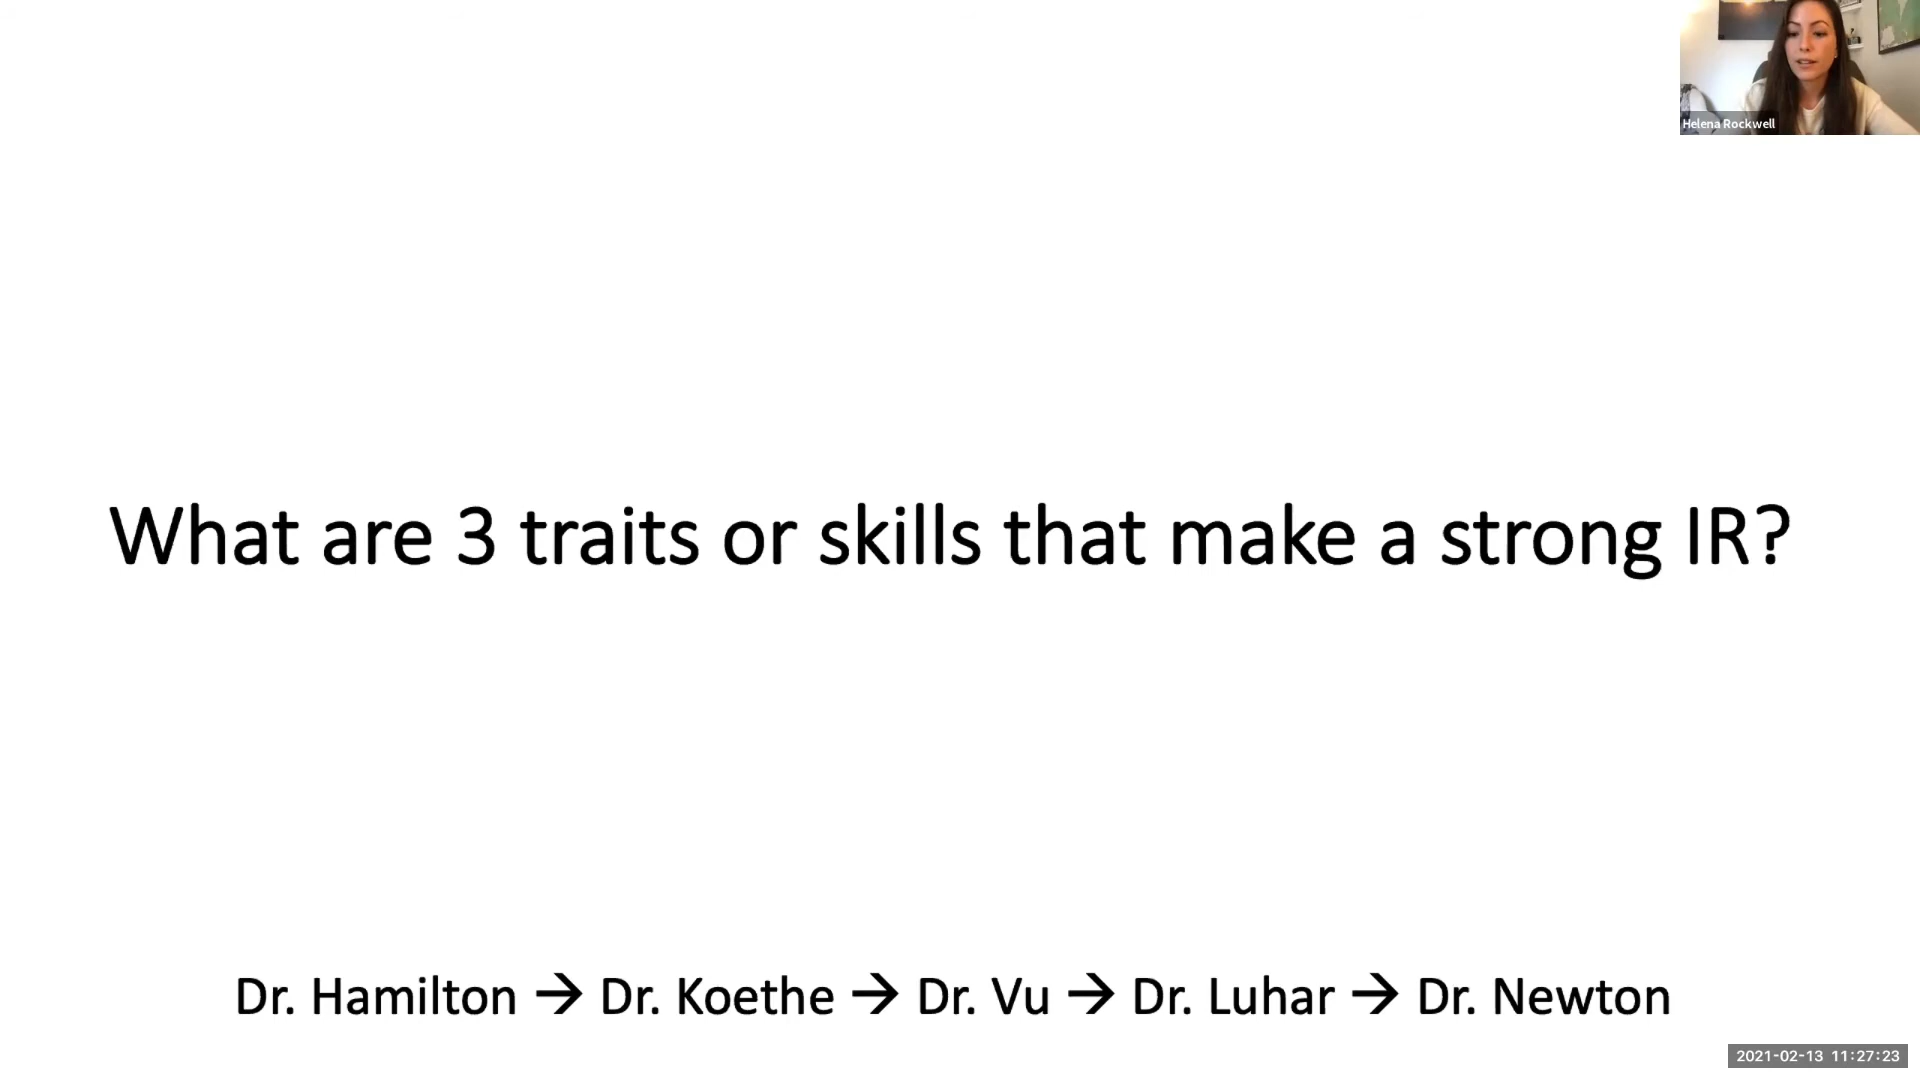 Helena Rockwell
What are 3 traits or skills that make a strong IR?
Dr. Hamilton → Dr. Koethe → Dr. Vu → Dr. Luhar → Dr. Newton
2021-02-13 11:27:23